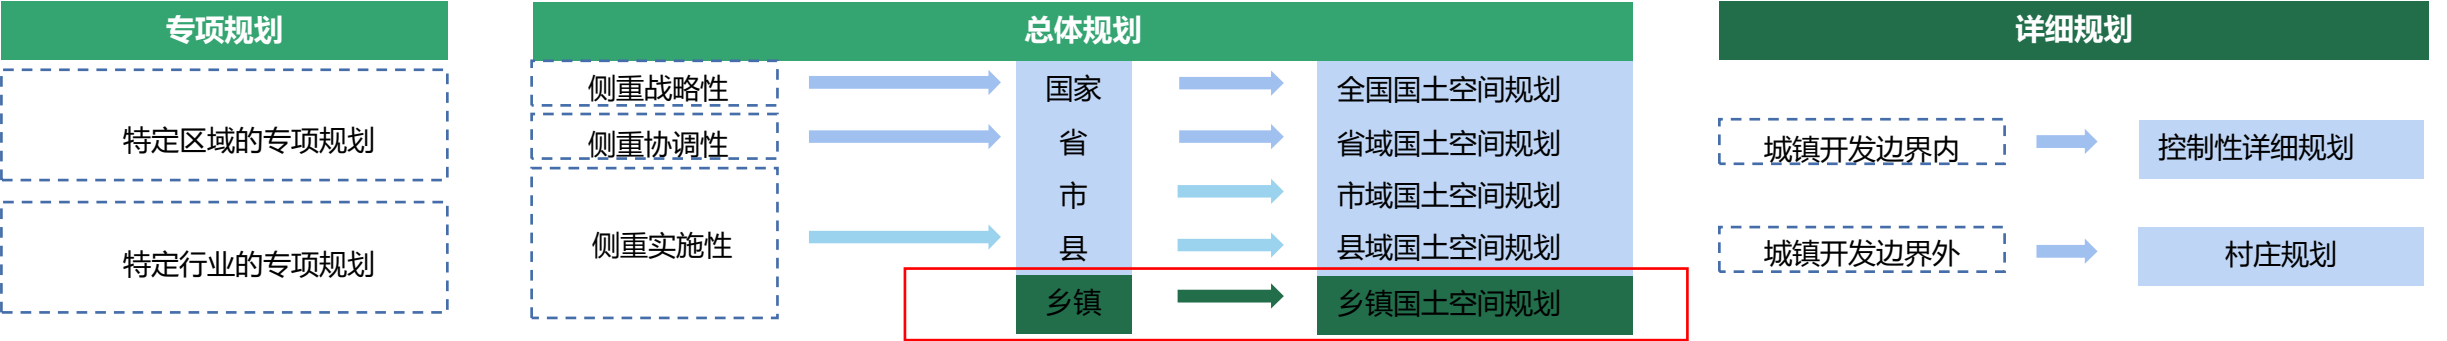 专项规划
特定区域的专项规划
特定行业的专项规划
总体规划
侧重战略性
国家
全国国土空间规划
侧重协调性
省
省域国土空间规划
市
市域国土空间规划
侧重实施性
县
县域国土空间规划
乡镇
乡镇国土空间规划
详细规划
城镇开发边界内
控制性详细规划
城镇开发边界外
村庄规划